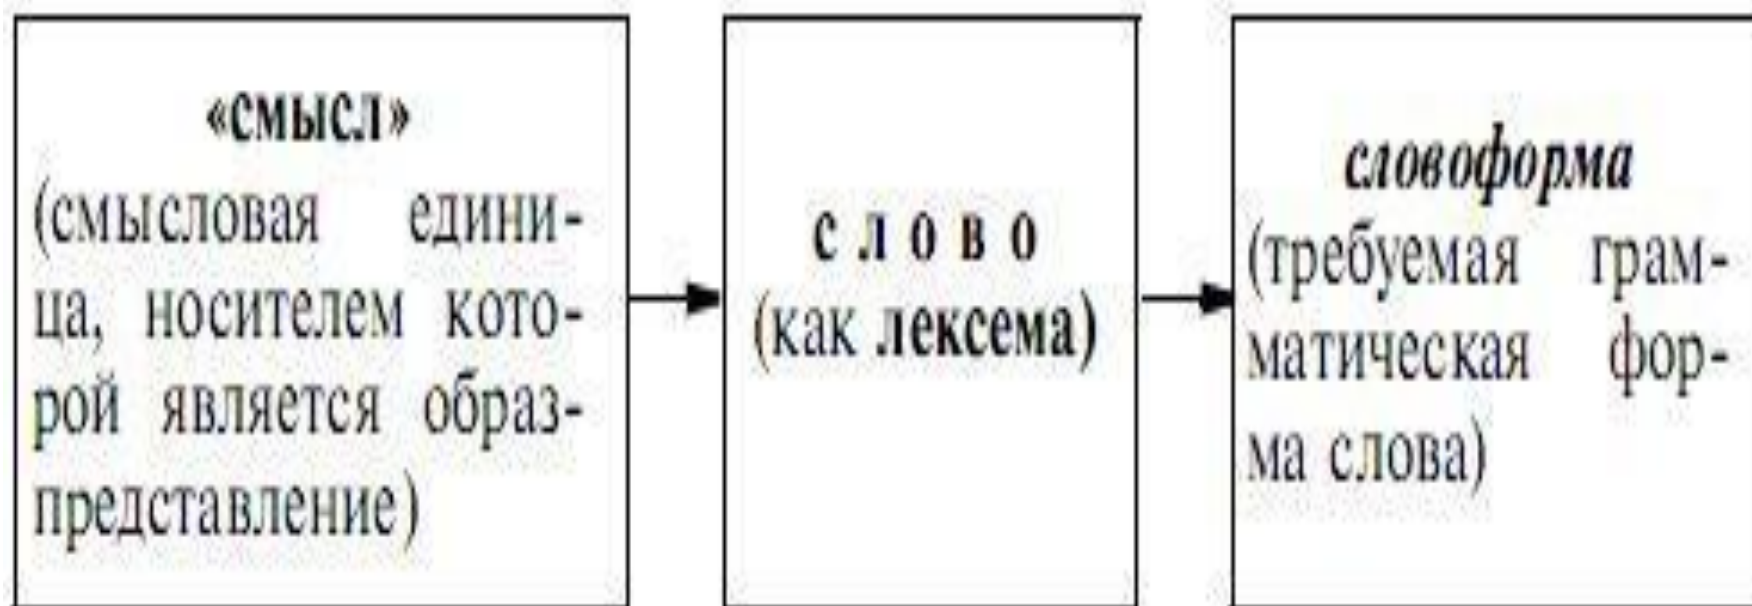 «смысл»
(смысловая едини-
ца, носителем кото-
рой является образ-
представление)
слово
(как лексема)
словоформа
(требуемая грам-
матическая фор-
ма слова)